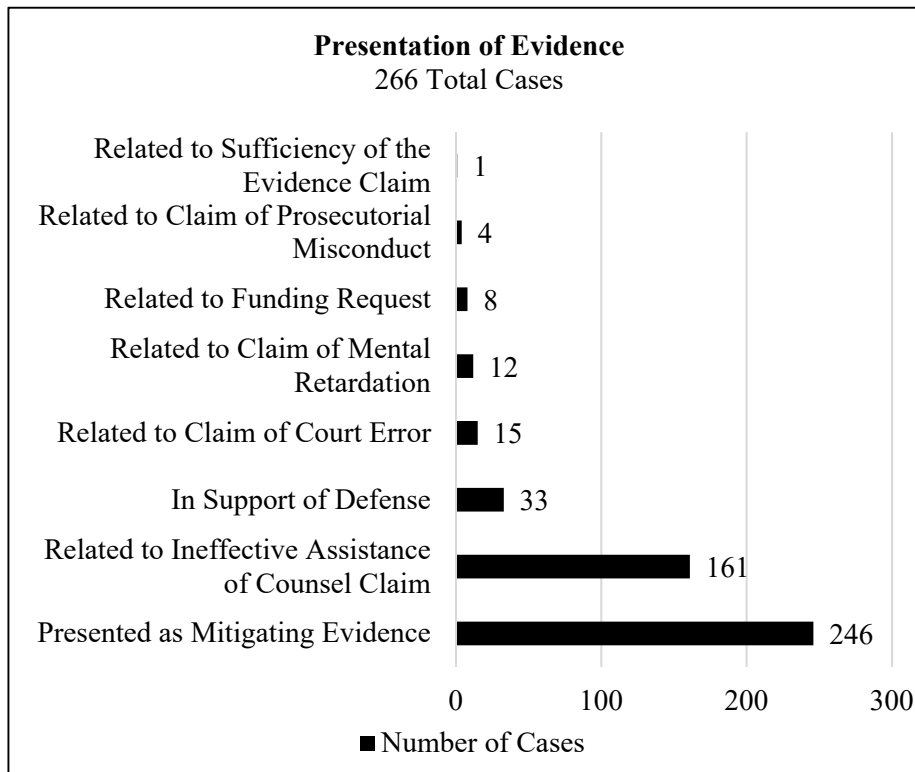 Presentation of Evidence
266 Total Cases
Related to Sufficiency of the
Evidence Claim
1
Related to Claim of Prosecutorial
Misconduct
4
Related to Funding Request
8
Related to Claim of Mental
Retardation
12
Related to Claim of Court Error
15
In Support of Defense
33
Related to Ineffective Assistance
of Counsel Claim
161
Presented as Mitigating Evidence
246
0 100 200 300
Number of Cases